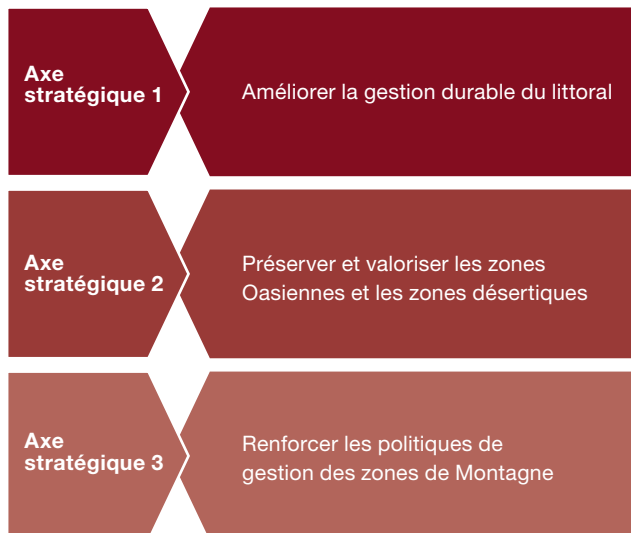 Axe
stratégique 1
Améliorer la gestion durable du littoral
Axe
stratégique 2
Préserver et valoriser les zones
Oasiennes et les zones désertiques
Axe
stratégique 3
Renforcer les politiques de
gestion des zones de Montagne